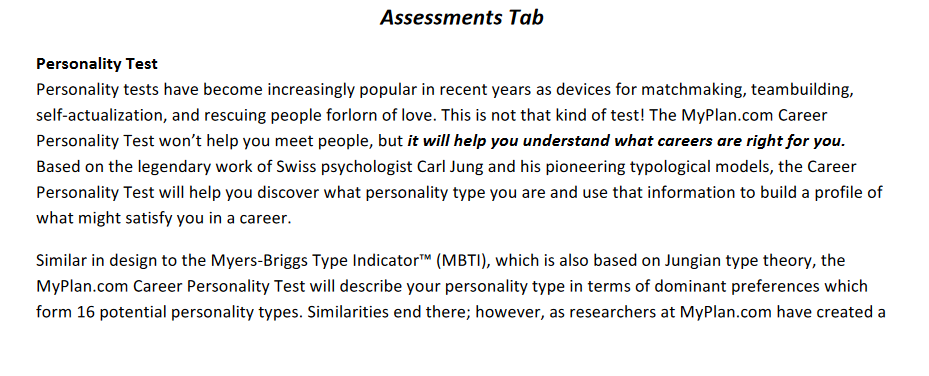 Assessments Tab
Personality Test
Personality tests have become increasingly popular in recent years as devices for matchmaking, teambuilding,
self-actualization, and rescuing people forlorn of love. This is not that kind of test! The MyPlan.com Career
Personality Test won’t help you meet people, but it will help you understand what careers are right for you.
Based on the legendary work of Swiss psychologist Carl Jung and his pioneering typological models, the Career
Personality Test will help you discover what personality type you are and use that information to build a profile of
what might satisfy you in a career.
Similar in design to the Myers-Briggs Type Indicator™ (MBTI), which is also based on Jungian type theory, the
MyPlan.com Career Personality Test will describe your personality type in terms of dominant preferences which
form 16 potential personality types. Similarities end there; however, as researchers at MyPlan.com have created a